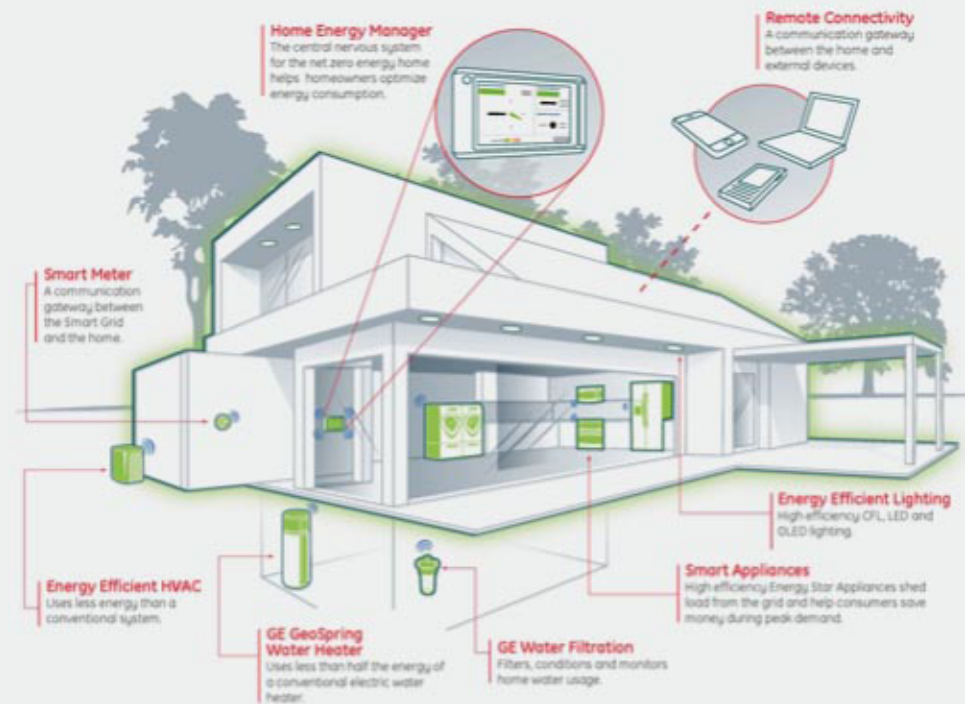 Home Energy Manager
The central nervous system
for the net zero energy home
helps homeowners optimize
energy consumption.
Remote Connectivity
A communication gateway
between the home and
external devices.
Smart Meter
A communication
gateway between
the Smart Grid
and the home.
Energy Efficient Lighting
High efficiency CFL, LED and
OLED lighting.
Energy Efficient HVAC
Uses less energy than a
conventional system.
Smart Appliances
High efficiency Energy Star Appliances shed
load from the grid and help consumers save
money during peak demand.
GE GeoSpring
Water Heater
Uses less than half the energy of
a conventional electric water
heater.
GE Water Filtration
Filters, conditions and monitors
home water usage.